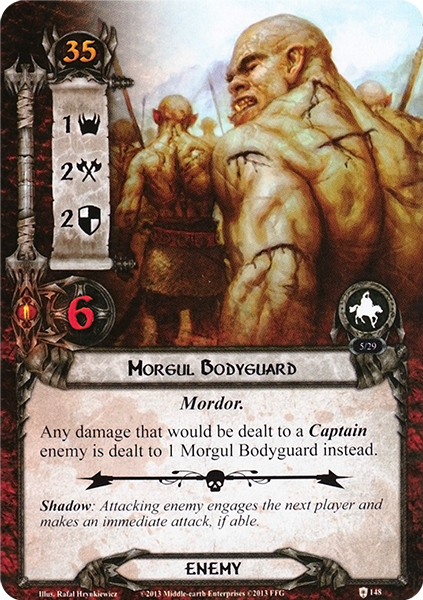 35
1
2
2
6
5/29
Morgul Bodyguard
Mordor.
Any damage that would be dealt to a Captain
enemy is dealt to 1 Morgul Bodyguard instead.
Shadow: Attacking enemy engages the next player and
makes an immediate attack, if able.
ENEMY
Illus. Rafał Hrynkiewicz ©2013 Middle-earth Enterprises ©2013 FFG 148